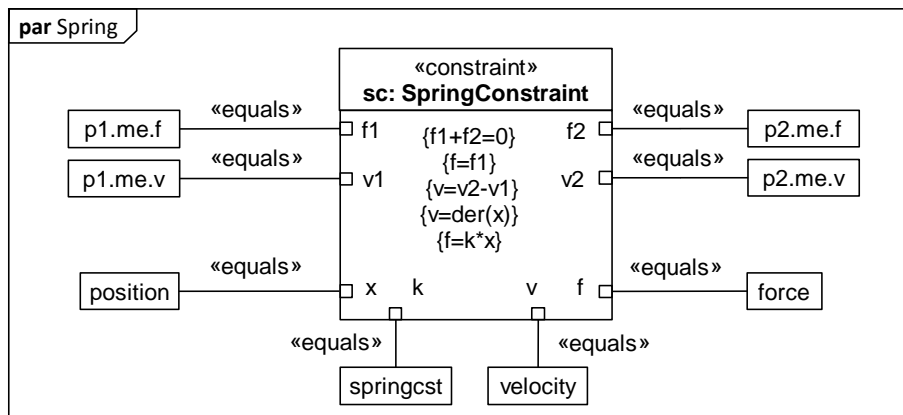 par Spring
«constraint»
sc: SpringConstraint
«equals»
«equals»
p1.me.f
f1
{f1+f2=0}
f2
p2.me.f
{f=f1}
«equals»
«equals»
p1.me.v
v1
{v=v2-v1}
v2
p2.me.v
{v=der(x)}
{f=k*x}
«equals»
«equals»
position
x
k
v
f
force
«equals»
«equals»
springcst
velocity